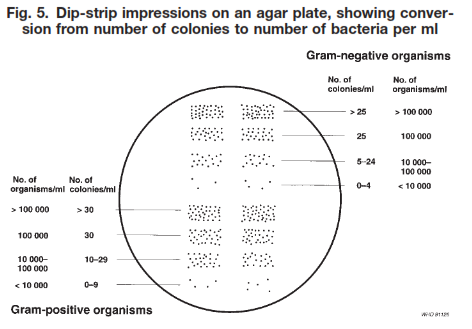 Fig. 5. Dip-strip impressions on an agar plate, showing conver-
sion from number of colonies to number of bacteria per ml
Gram-negative organisms
No. of No. of
colonies/ml organisms/ml
> 25 > 100 000
25 100 000
5–24 10 000–
100 000
0–4 < 10 000
No. of No. of
organisms/ml colonies/ml
> 100 000 > 30
100 000 30
10 000– 10–29
100 000
< 10 000 0–9
Gram-positive organisms
WHO 81125